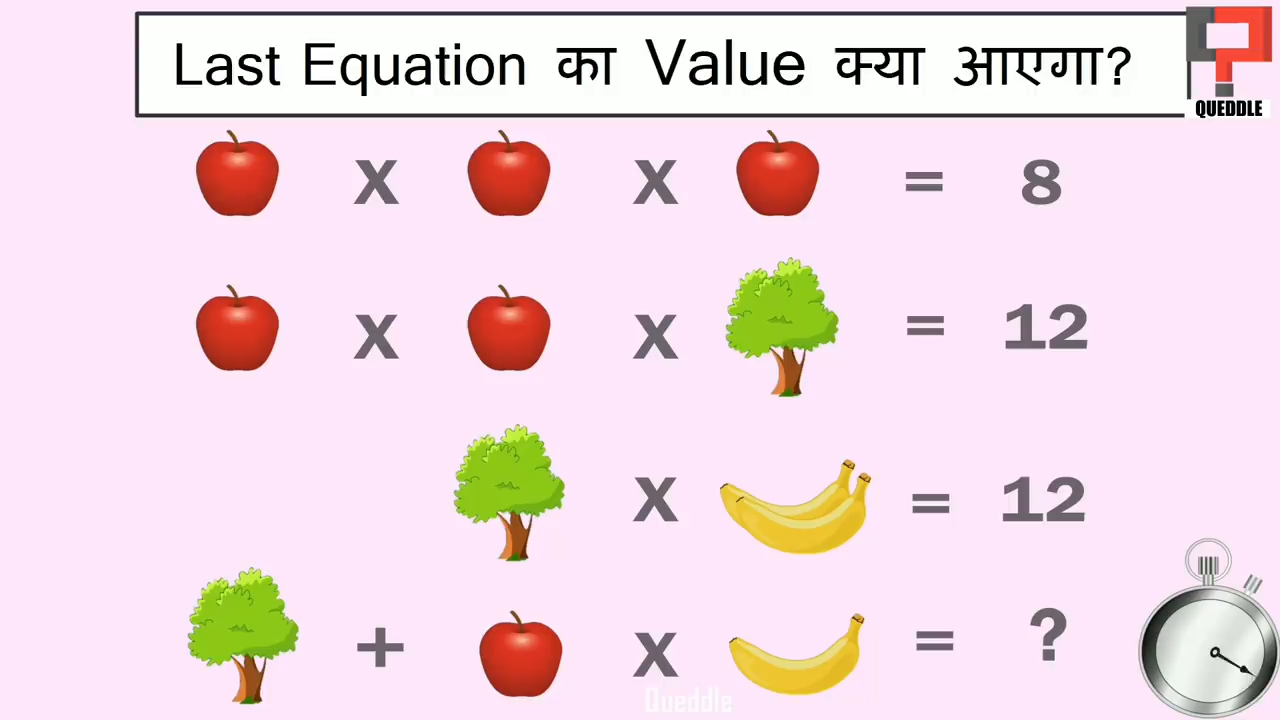 Last Equation का Value क्या आएगा?
QUEDDLE
X X = 8
X X = 12
X = 12
+ X = ?
Queddle